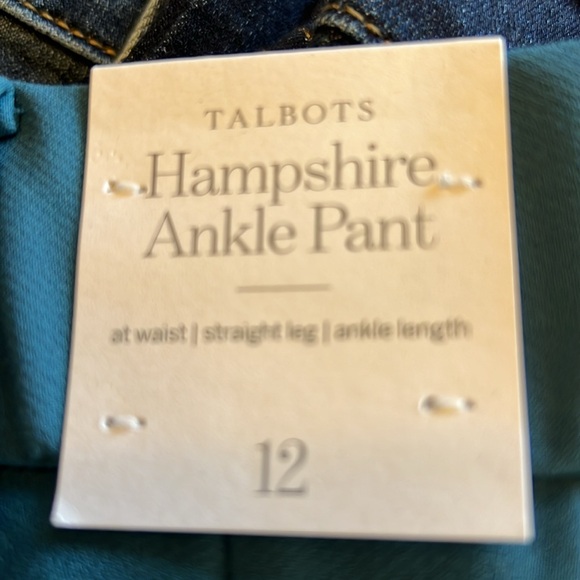 TALBOTS
Hampshire
Ankle Pant
at waist | straight leg | ankle length
12